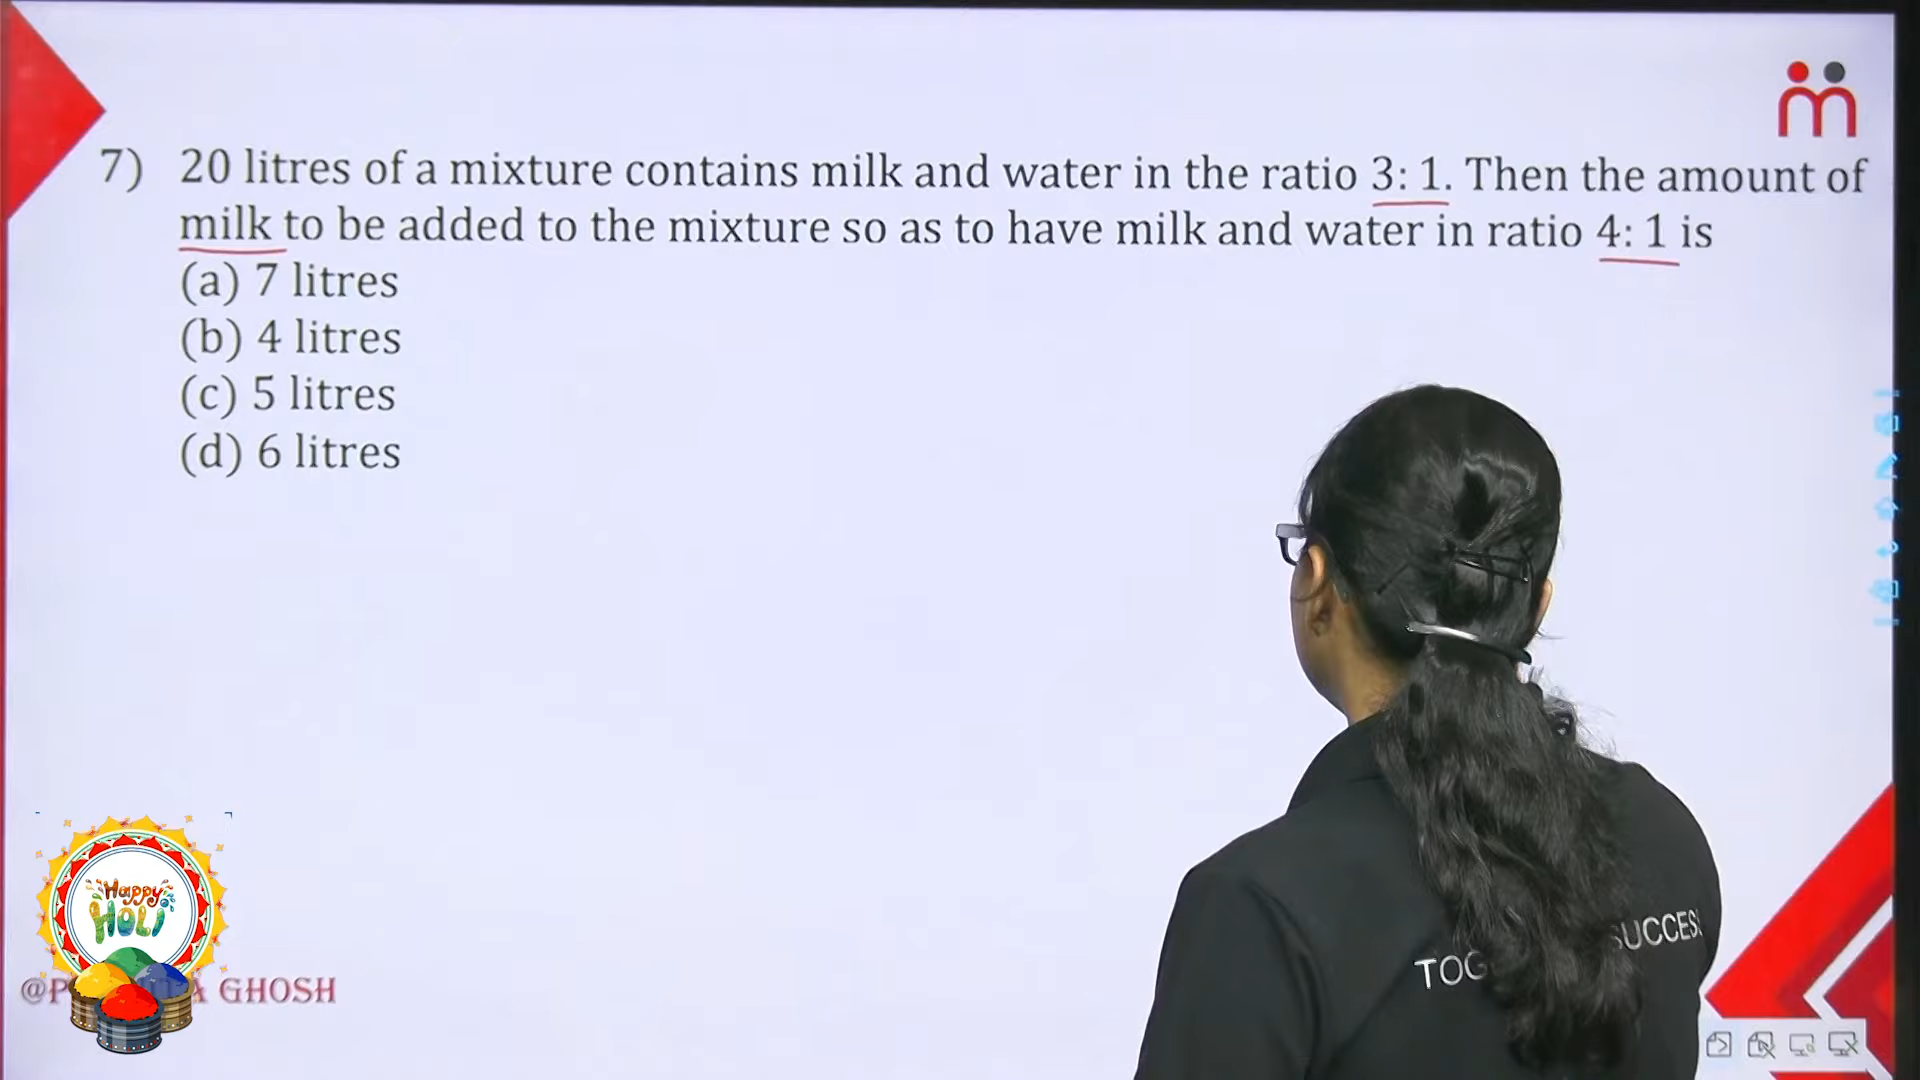 7) 20 litres of a mixture contains milk and water in the ratio 3: 1. Then the amount of
milk to be added to the mixture so as to have milk and water in ratio 4: 1 is
(a) 7 litres
(b) 4 litres
(c) 5 litres
(d) 6 litres
Happy
HOLI
GHOSH